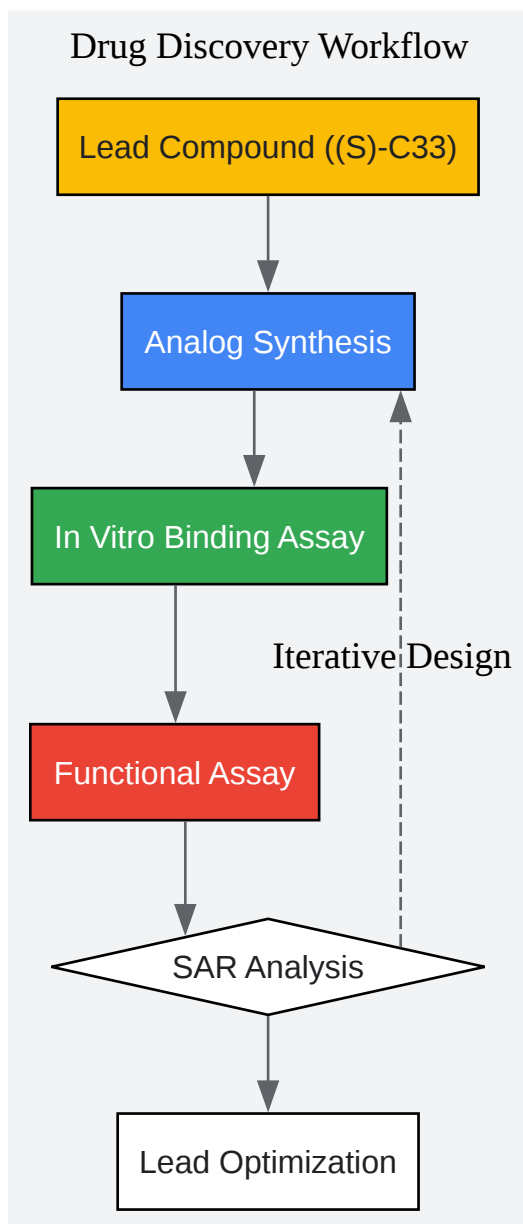 Drug Discovery Workflow
Lead Compound ((S)-C33)
Analog Synthesis
In Vitro Binding Assay
Iterative Design
Functional Assay
SAR Analysis
Lead Optimization